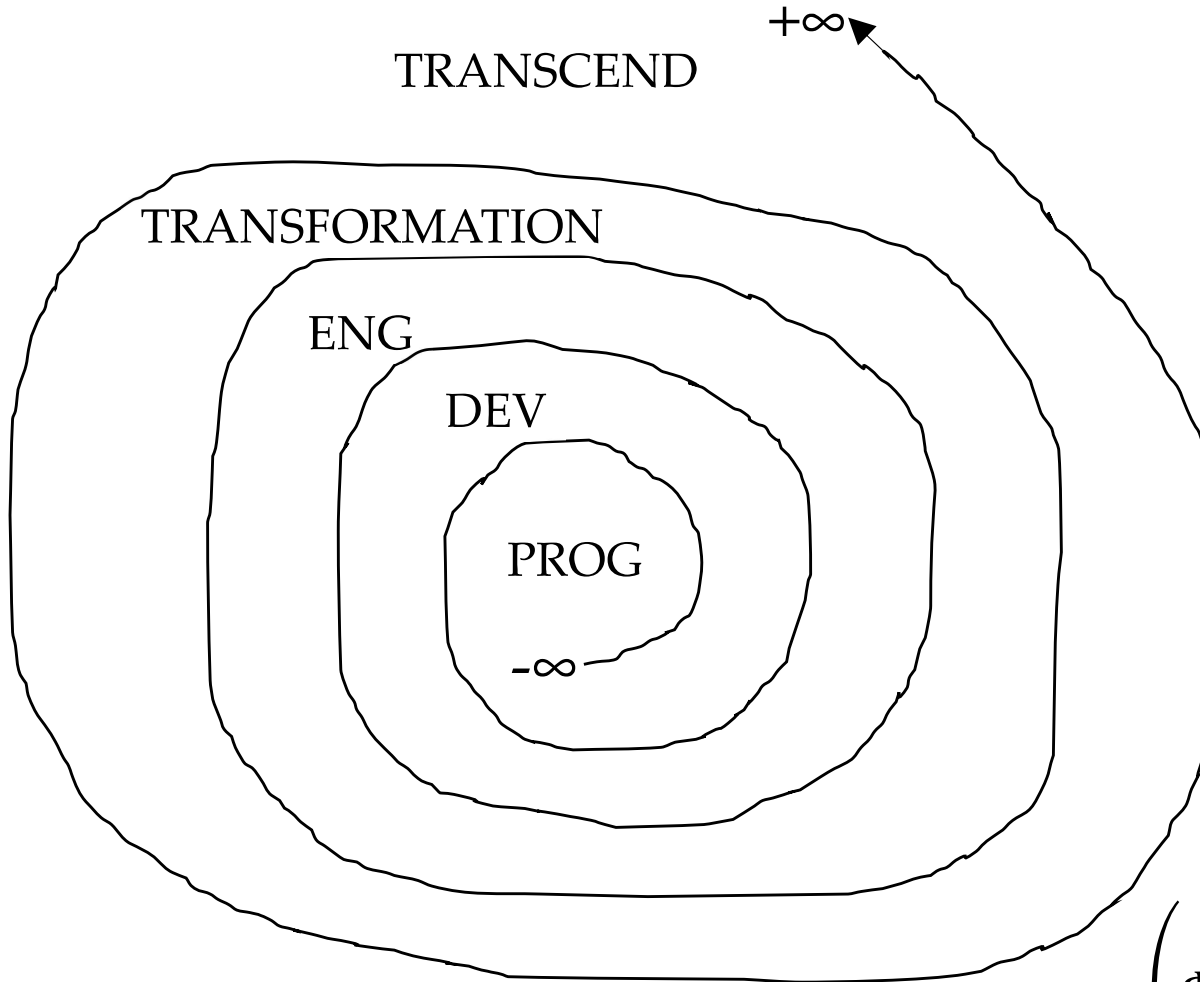 +∞
TRANSCEND
TRANSFORMATION
ENG
DEV
PROG
-∞
(